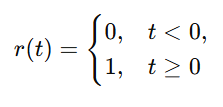 r(t) = { 0, t < 0,
1, t ≥ 0